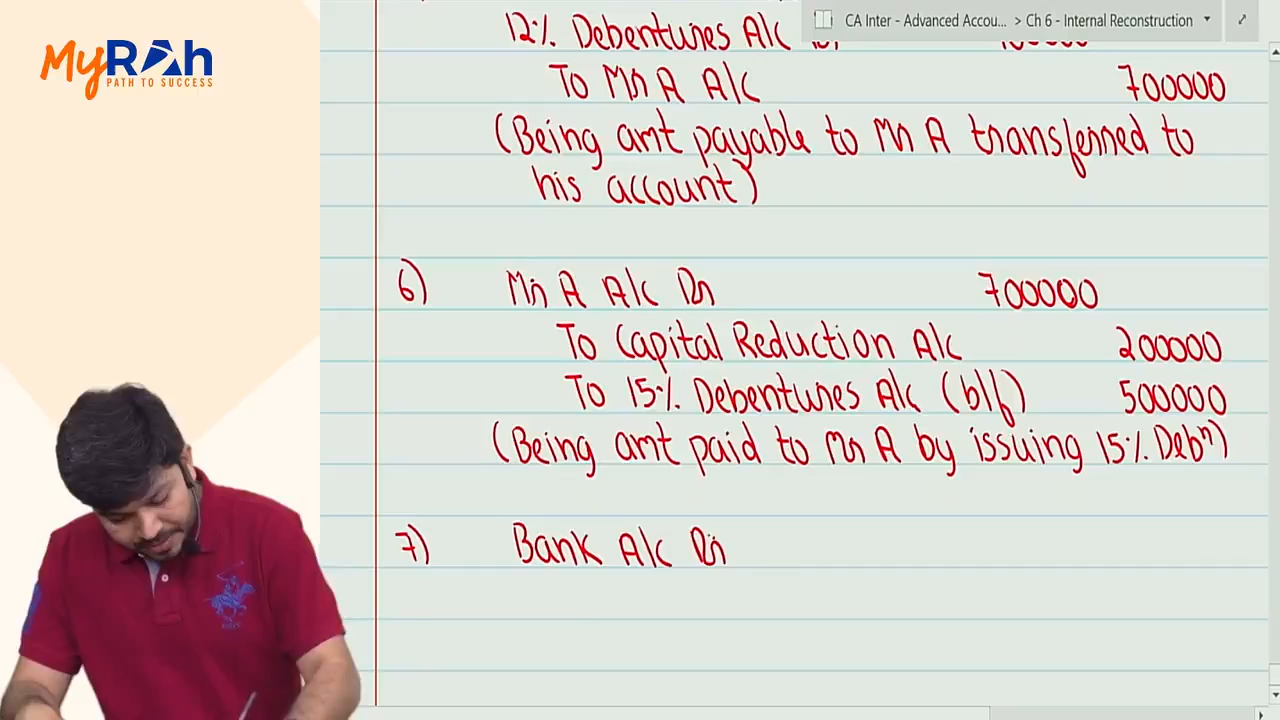 MyRAh
PATH TO SUCCESS
CA Inter - Advanced Accou... > Ch 6 - Internal Reconstruction
12% Debentures A/c
To Mr A A/c 700000
(Being amt payable to Mr A transferred to
his account)
6) Mr A A/c Dr 700000
To Capital Reduction A/c 200000
To 15% Debentures A/c (b/f) 500000
(Being amt paid to Mr A by issuing 15% Debn)
7) Bank A/c Dr